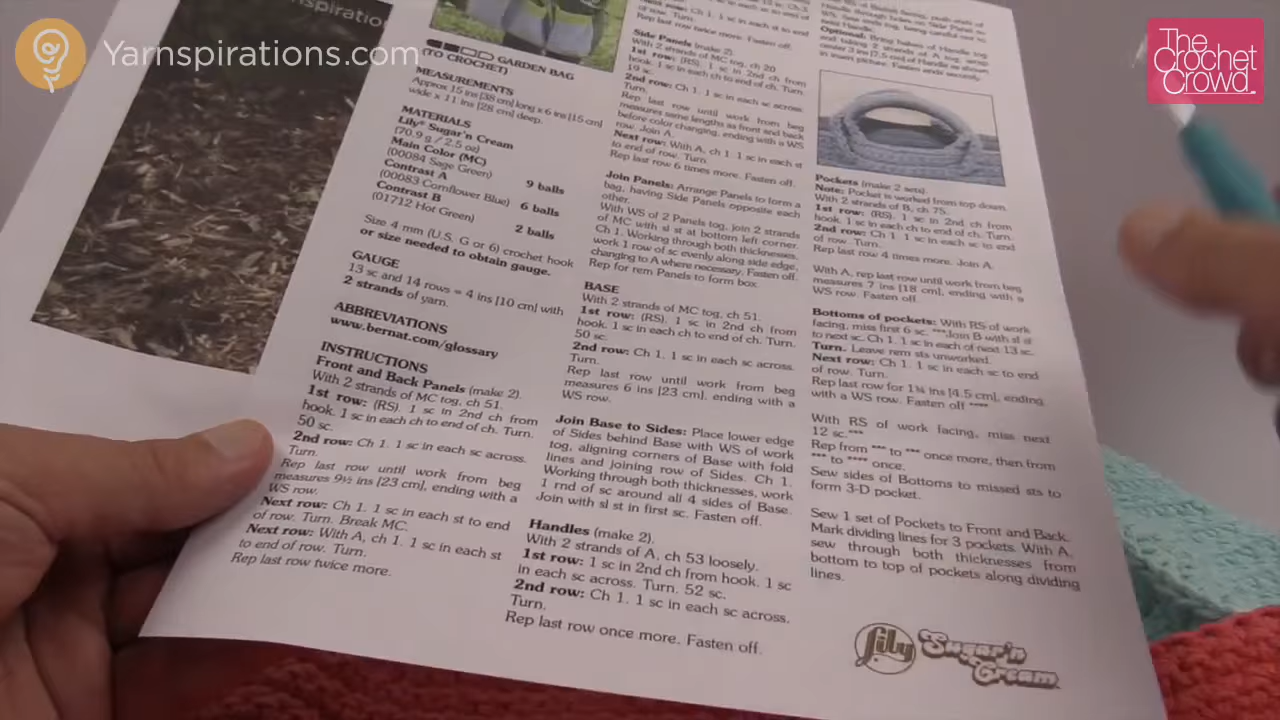 Yarnspirations.com
The
Crochet
Crowd
GARDEN BAG
(TO CROCHET)
MEASUREMENTS
Approx 15 ins [38 cm] long x 6 ins [15 cm]
wide x 11 ins [28 cm] deep.
MATERIALS
Lily® Sugar'n Cream
(70.9 g / 2.5 oz)
Main Color (MC)
(00084 Sage Green) 9 balls
Contrast A
(00083 Cornflower Blue) 6 balls
Contrast B
(01712 Hot Green) 2 balls
Size 4 mm (U.S. G or 6) crochet hook
or size needed to obtain gauge.
GAUGE
13 sc and 14 rows = 4 ins [10 cm] with
2 strands of yarn.
ABBREVIATIONS
www.bernat.com/glossary
INSTRUCTIONS
Front and Back Panels (make 2).
With 2 strands of MC tog, ch 51.
1st row: (RS). 1 sc in 2nd ch from
hook. 1 sc in each ch to end of ch. Turn.
50 sc.
2nd row: Ch 1. 1 sc in each sc across.
Turn.
Rep last row until work from beg
measures 9½ ins [23 cm], ending with a
WS row.
Next row: Ch 1. 1 sc in each st to end
of row. Turn. Break MC.
Next row: With A, ch 1. 1 sc in each st
to end of row. Turn.
Rep last row twice more.
Rep last row twice more. Fasten off.
Side Panels (make 2).
With 2 strands of MC tog, ch 20
1st row: (RS). 1 sc in 2nd ch from
hook. 1 sc in each ch to end of ch. Turn.
19 sc.
2nd row: Ch 1. 1 sc in each sc across.
Turn.
Rep last row until work from beg
measures same lengths as front and back
before color changing, ending with a WS
row. Join A.
Next row: With A, ch 1. 1 sc in each st
to end of row. Turn.
Rep last row 6 times more. Fasten off.
Join Panels: Arrange Panels to form a
bag, having Side Panels opposite each
other.
With WS of 2 Panels tog, join 2 strands
of MC with sl st at bottom left corner.
Ch 1. Working through both thicknesses,
work 1 row of sc evenly along side edge,
changing to A where necessary. Fasten off.
Rep for rem Panels to form box.
BASE
With 2 strands of MC tog, ch 51.
1st row: (RS). 1 sc in 2nd ch from
hook. 1 sc in each ch to end of ch. Turn.
50 sc.
2nd row: Ch 1. 1 sc in each sc across.
Turn.
Rep last row until work from beg
measures 6 ins [23 cm], ending with a
WS row.
Join Base to Sides: Place lower edge
of Sides behind Base with WS of work
tog, aligning corners of Base with fold
lines and joining row of Sides. Ch 1.
Working through both thicknesses, work
1 rnd of sc around all 4 sides of Base.
Join with sl st in first sc. Fasten off.
Handles (make 2).
With 2 strands of A, ch 53 loosely.
1st row: 1 sc in 2nd ch from hook. 1 sc
in each sc across. Turn. 52 sc.
2nd row: Ch 1. 1 sc in each sc across.
Turn.
Rep last row once more. Fasten off.
Pockets (make 2 sets).
Note: Pocket is worked from top down.
With 2 strands of B, ch 75.
1st row: (RS). 1 sc in 2nd ch from
hook. 1 sc in each ch to end of ch. Turn.
2nd row: Ch 1. 1 sc in each sc to end
of row. Turn.
Rep last row 4 times more. Join A.
With A, rep last row until work from beg
measures 7 ins [18 cm], ending with a
WS row. Fasten off.
Bottoms of pockets: With RS of work
facing, miss first 6 sc. ***Join B with sl st
to next sc. Ch 1. 1 sc in each of next 13 sc.
Turn. Leave rem sts unworked.
Next row: Ch 1. 1 sc in each sc to end
of row. Turn.
Rep last row for 1¾ ins [4.5 cm], ending
with a WS row. Fasten off ****
With RS of work facing, miss next
12 sc.***
Rep from *** to *** once more, then from
*** to **** once.
Sew sides of Bottoms to missed sts to
form 3-D pocket.
Sew 1 set of Pockets to Front and Back.
Mark dividing lines for 3 pockets. With A,
sew through both thicknesses from
bottom to top of pockets along dividing
lines.
Lily Sugar'n
Cream